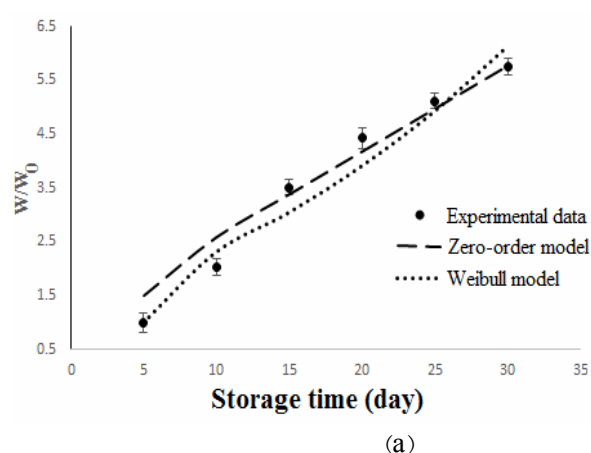 6.5
5.5
4.5
3.5
2.5
1.5
0.5
W/W0
0 5 10 15 20 25 30 35
Experimental data
Zero-order model
Weibull model
Storage time (day)
(a)